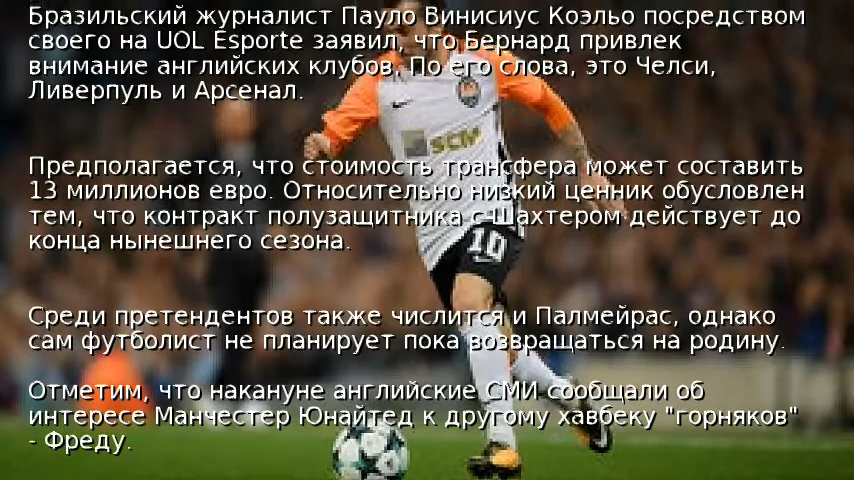 Бразильский журналист Пауло Винисиус Коэльо посредством
своего на UOL Esporte заявил, что Бернард привлек
внимание английских клубов. По его слова, это Челси,
Ливерпуль и Арсенал.
SCM
Предполагается, что стоимость трансфера может составить
13 миллионов евро. Относительно низкий ценник обусловлен
тем, что контракт полузащитника с Шахтером действует до
конца нынешнего сезона.
10
Среди претендентов также числится и Палмейрас, однако
сам футболист не планирует пока возвращаться на родину.
Отметим, что накануне английские СМИ сообщали об
интересе Манчестер Юнайтед к другому хавбеку "горняков"
- Фреду.